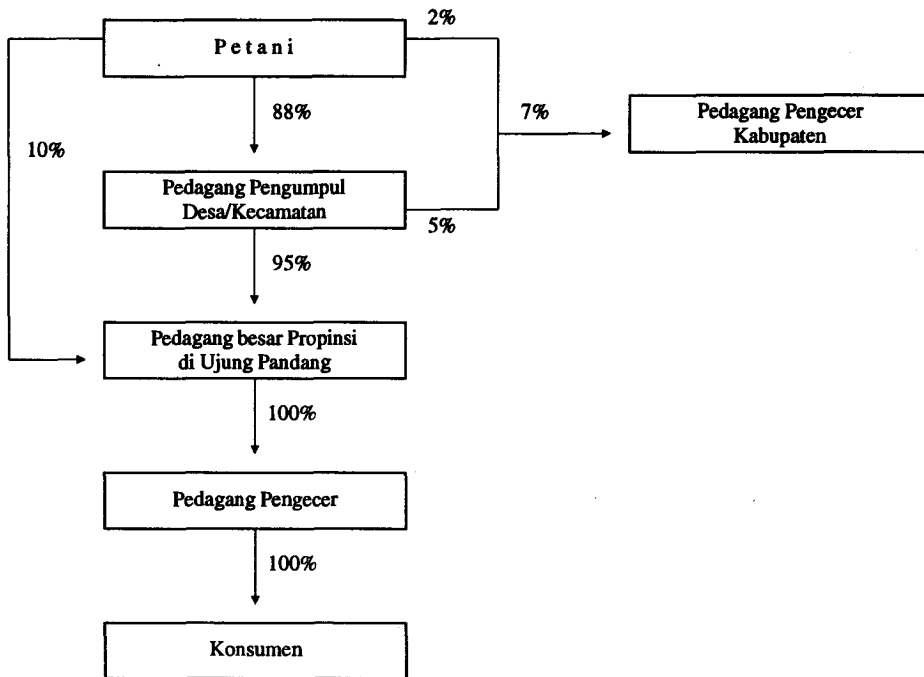 2%
P e t a n i
88%
7%
Pedagang Pengecer
Kabupaten
10%
Pedagang Pengumpul
Desa/Kecamatan
5%
95%
Pedagang besar Propinsi
di Ujung Pandang
100%
Pedagang Pengecer
100%
Konsumen